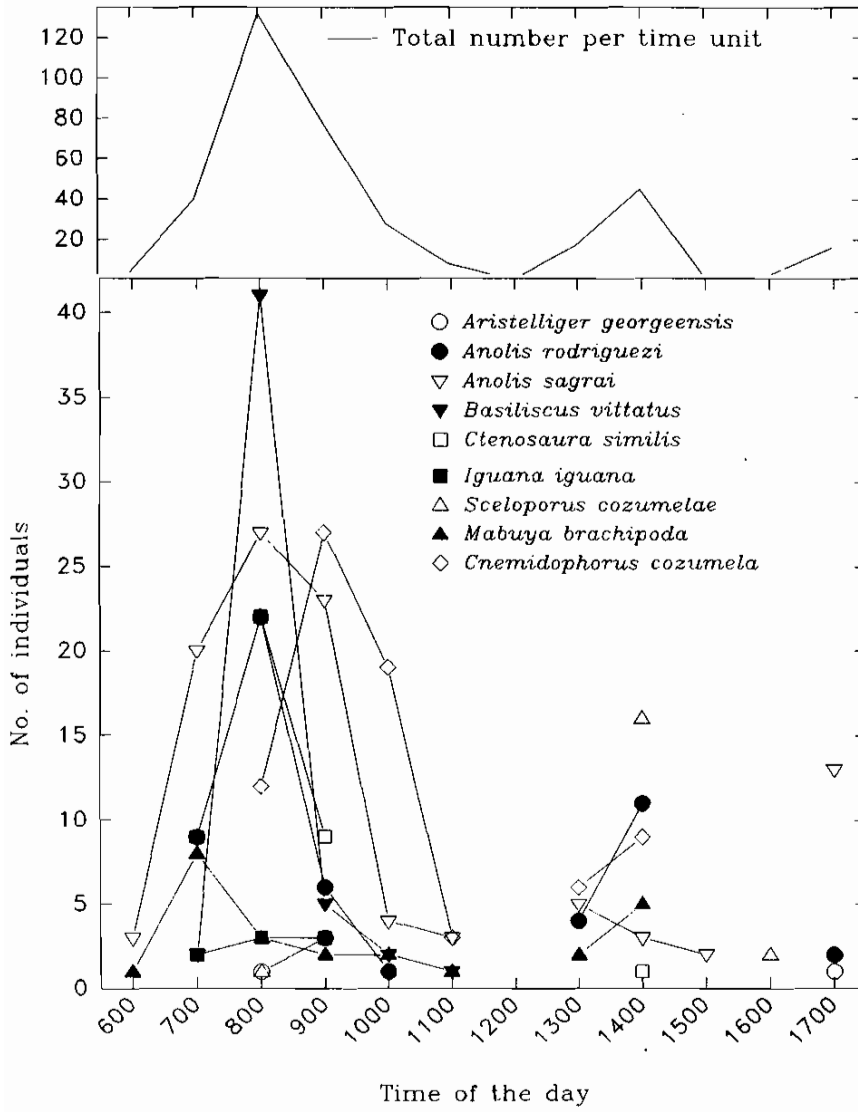 120
100
80
60
40
20
Total number per time unit
40
35
30
25
20
15
10
5
0
No. of individuals
Aristelliger georgeensis
Anolis rodriguezi
Anolis sagrai
Basiliscus vittatus
Ctenosaura similis
Iguana iguana
Sceloporus cozumelae
Mabuya brachipoda
Cnemidophorus cozumela
600
700
800
900
1000
1100
1200
1300
1400
1500
1600
1700
Time of the day